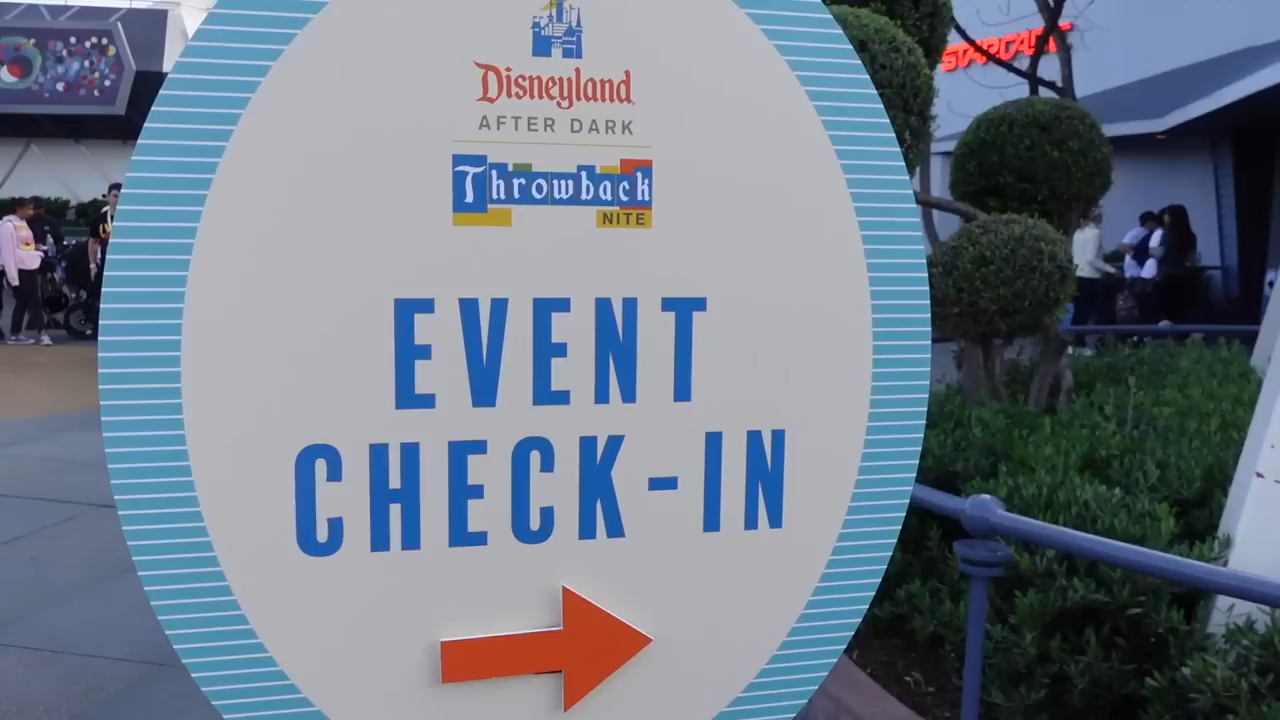 Disneyland
AFTER DARK
Throwback
NITE
EVENT
CHECK-IN
STARCADE